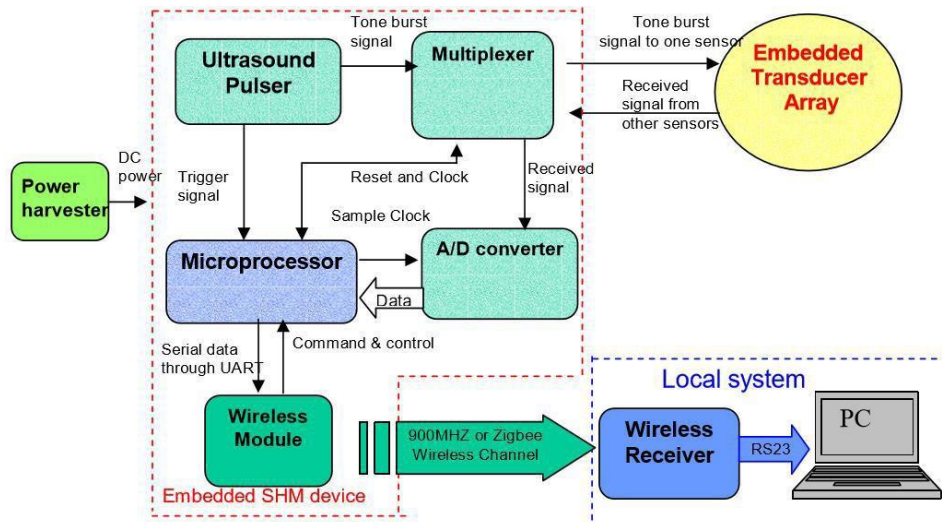 Ultrasound
Pulser
Tone burst
signal
Multiplexer
Tone burst
signal to one sensor
Embedded
Transducer
Array
Received
signal from
other sensors
Power
harvester
DC
power
Trigger
signal
Reset and Clock
Received
signal
Sample Clock
Microprocessor
A/D converter
Data
Serial data
through UART
Command & control
Wireless
Module
Embedded SHM device
900MHZ or Zigbee
Wireless Channel
Local system
Wireless
Receiver
RS23
PC